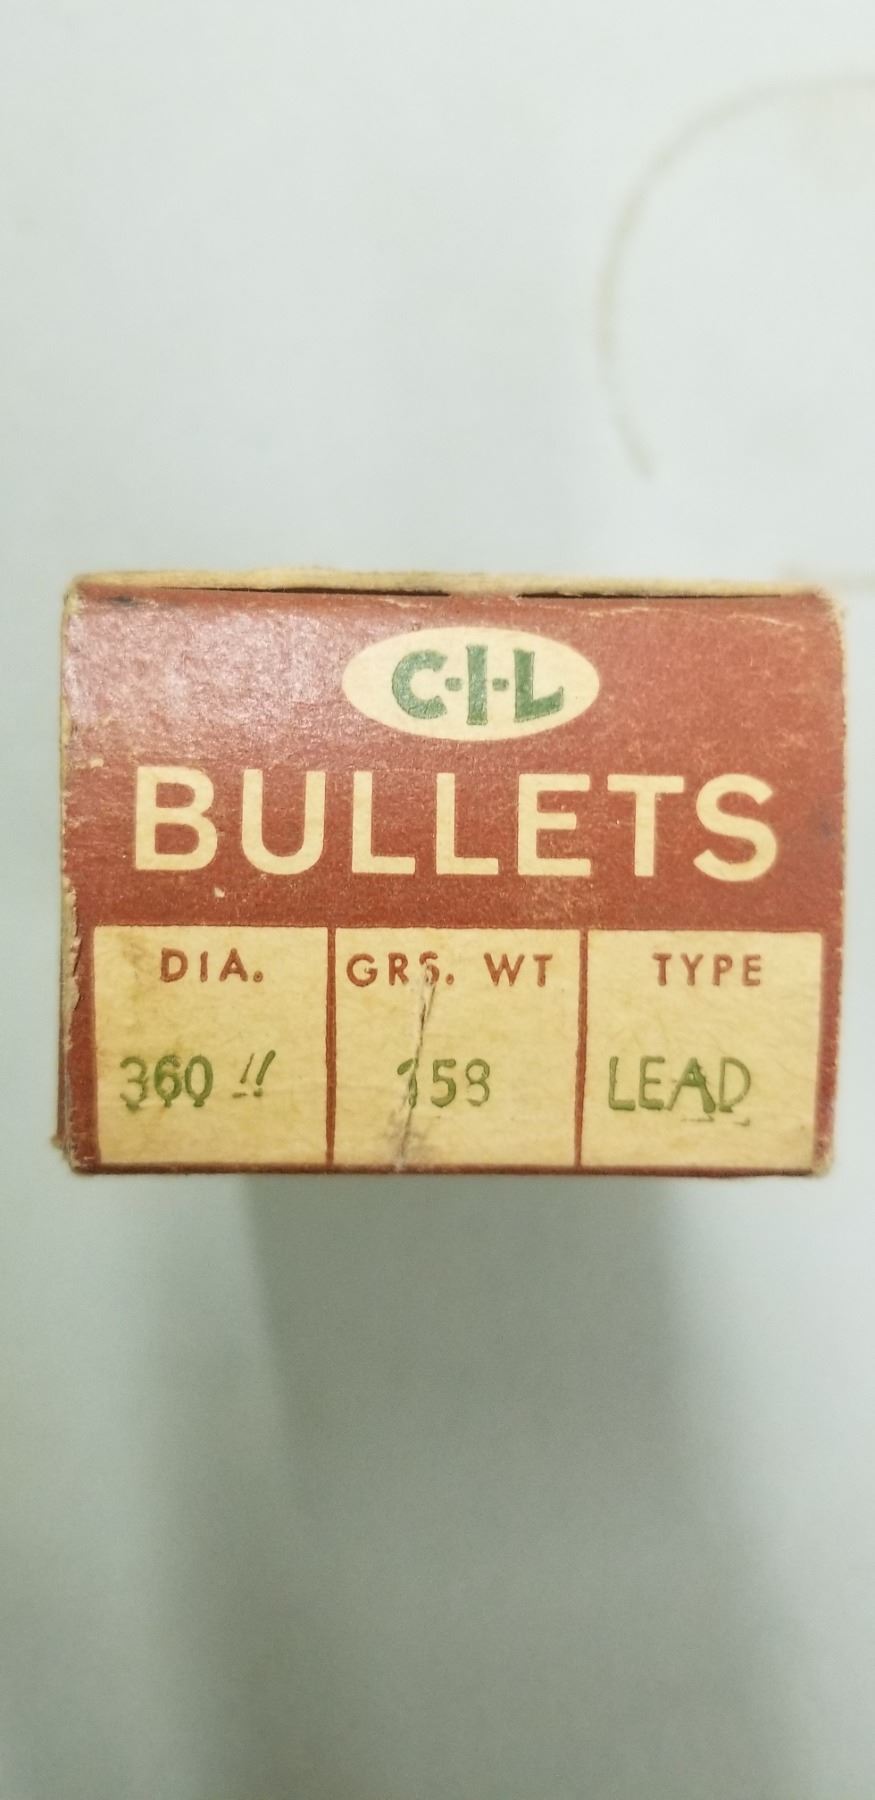 C-I-L
BULLETS
DIA. GRS. WT TYPE
360 !! 158 LEAD